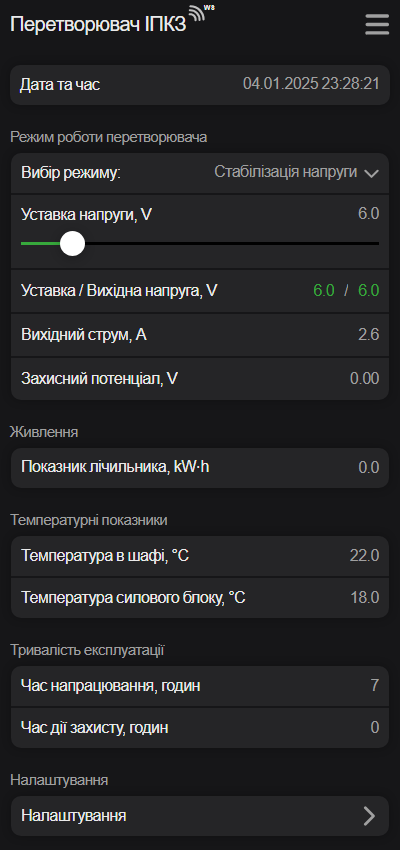 Перетворювач ІПКЗ W8
Дата та час 04.01.2025 23:28:21
Режим роботи перетворювача
Вибір режиму: Стабілізація напруги
Уставка напруги, V 6.0
Уставка / Вихідна напруга, V 6.0 / 6.0
Вихідний струм, A 2.6
Захисний потенціал, V 0.00
Живлення
Показник лічильника, kW·h 0.0
Температурні показники
Температура в шафі, °C 22.0
Температура силового блоку, °C 18.0
Тривалість експлуатації
Час напрацювання, годин 7
Час дії захисту, годин 0
Налаштування
Налаштування